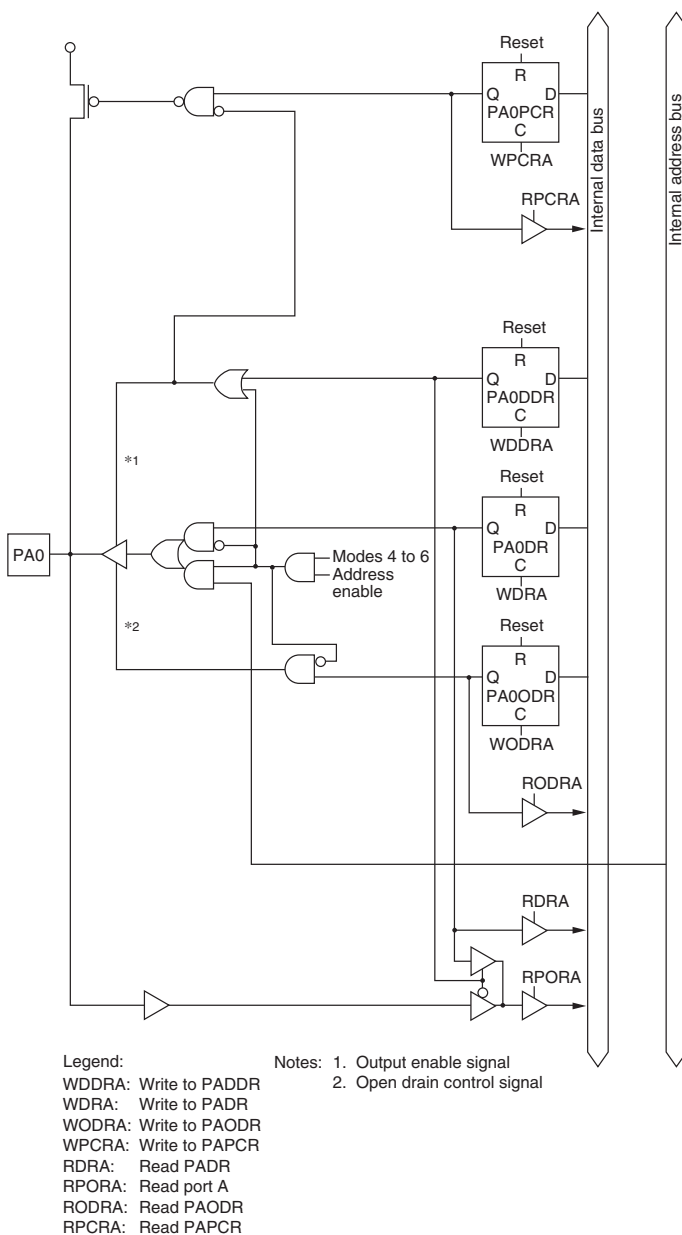 Reset
R
Q D
PA0PCR
C
WPCRA
RPCRA
Internal data bus
Internal address bus
Reset
R
Q D
PA0DDR
C
WDDRA
*1
Reset
R
Q D
PA0DR
C
WDRA
PA0
Modes 4 to 6
Address
enable
*2
Reset
R
Q D
PA0ODR
C
WODRA
RODRA
RDRA
RPORA
Legend:
WDDRA: Write to PADDR
WDRA: Write to PADR
WODRA: Write to PAODR
WPCRA: Write to PAPCR
RDRA: Read PADR
RPORA: Read port A
RODRA: Read PAODR
RPCRA: Read PAPCR
Notes: 1. Output enable signal
2. Open drain control signal